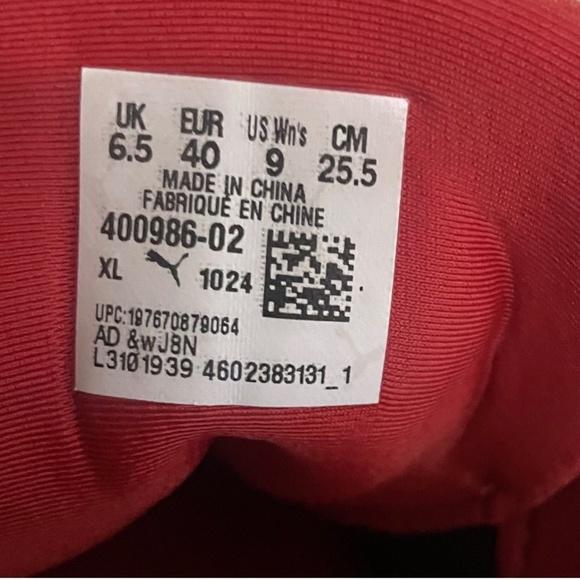 UK EUR US Wn's CM
6.5 40 9 25.5
MADE IN CHINA
FABRIQUÉ EN CHINE
400986-02
XL 1024
UPC:197670879064
AD &wJ8N
L3101939 4602383131_1